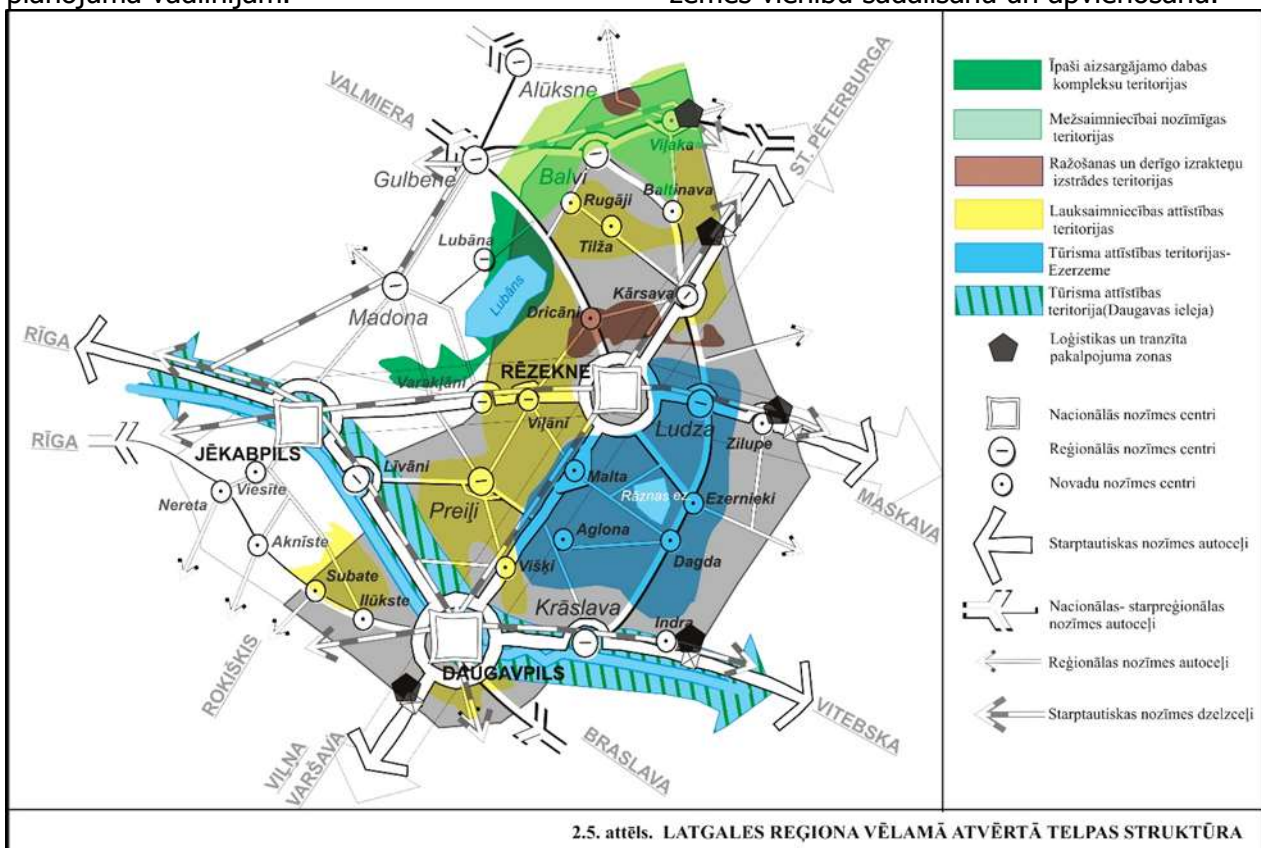 plānojuma vadlīnijām.
zemes vienību sadalīšana un apvienošana.
VALMIERA
Alūksne
ST. PĒTERBURGA
Gulbene
Balvi
Viļaka
Rugāji
Baltinava
Tilža
Lubāna
Lubāns
Kārsava
Madona
Dricāni
RĪGA
RĒZEKNE
Varakļāni
Viļāni
Ludza
Zilupe
RĪGA
JĒKABPILS
Viesīte
Nereta
Līvāni
Malta
Rāznas ez.
Ezernieki
MASKAVA
Preiļi
Aknīste
Aglona
Dagda
Subate
Višķi
Ilūkste
Krāslava
Indra
ROKIŠKIS
DAUGAVPILS
VITEBSKA
VIĻŅA
VARŠAVA
BRASLAVA
Īpaši aizsargājamo dabas
kompleksu teritorijas
Mežsaimniecībai nozīmīgas
teritorijas
Ražošanas un derīgo izrakteņu
izstrādes teritorijas
Lauksaimniecības attīstības
teritorijas
Tūrisma attīstības teritorijas-
Ezerzeme
Tūrisma attīstības
teritorija(Daugavas ieleja)
Loģistikas un tranzīta
pakalpojuma zonas
Nacionālās nozīmes centri
Reģionālās nozīmes centri
Novadu nozīmes centri
Starptautiskas nozīmes autoceļi
Nacionālas- starpreģionālas
nozīmes autoceļi
Reģionālas nozīmes autoceļi
Starptautiskas nozīmes dzelzceļi
2.5. attēls. LATGALES REĢIONA VĒLAMĀ ATVĒRTĀ TELPAS STRUKTŪRA